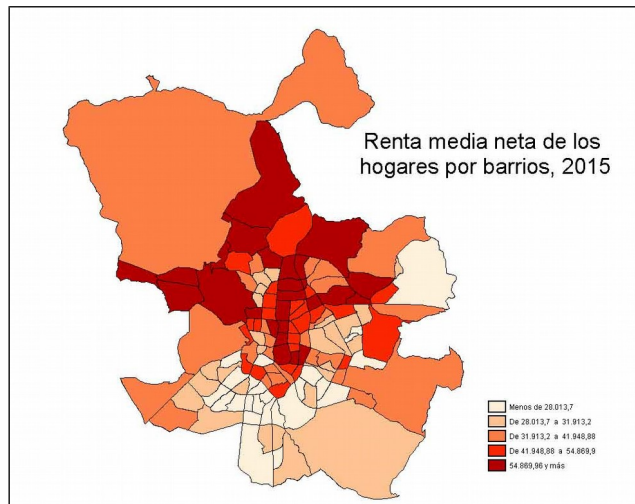 Renta media neta de los
hogares por barrios, 2015
Menos de 28.013,7
De 28.013,7 a 31.913,2
De 31.913,2 a 41.948,88
De 41.948,88 a 54.869,9
54.869,96 y más